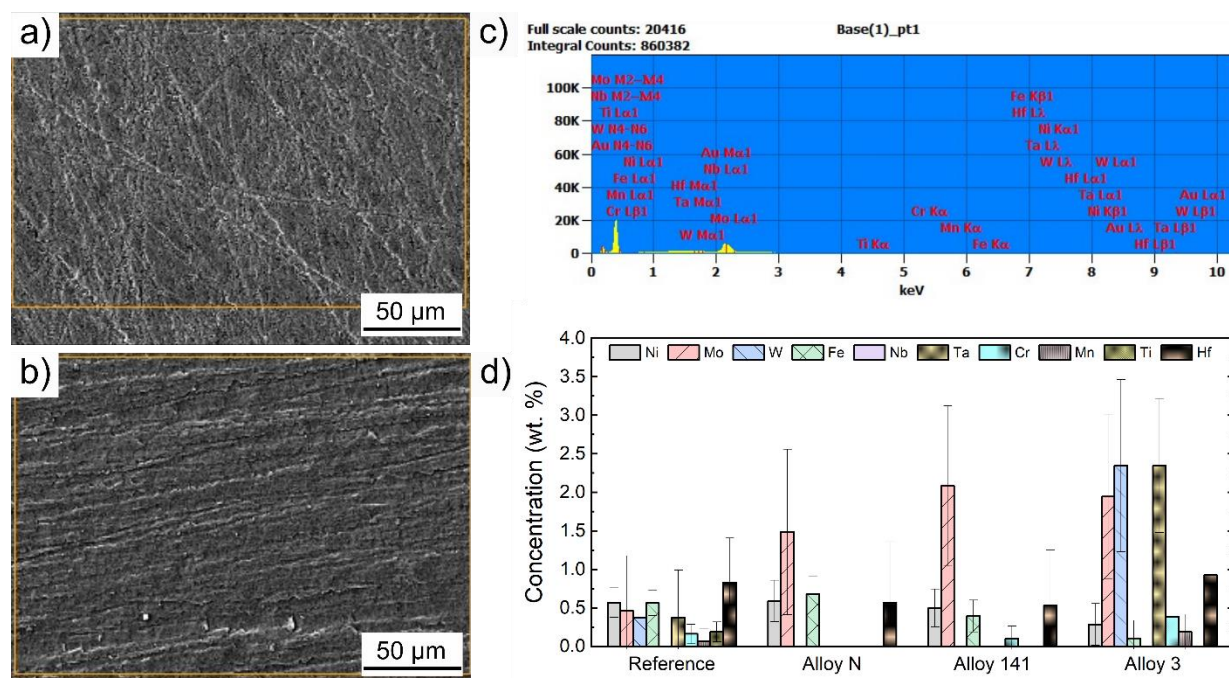 a)
50 µm
b)
50 µm
c)
Full scale counts: 20416
Base(1)_pt1
Integral Counts: 860382
100K
80K
60K
40K
20K
0
Mo M2--M4
Nb M2--M4
Ti Lα1
W N4-N6
Au N4-N6
Ni Lα1
Fe Lα1
Mn Lα1
Cr Lβ1
Au Mα1
Nb Lα1
Hf Mα1
Ta Mα1
Mo Lα1
W Mα1
Cr Kα
Mn Kα
Ti Kα
Fe Kα
Fe Kβ1
Hf Lλ
Ni Kα1
Ta Lλ
W Lλ
W Lα1
Hf Lα1
Ta Lα1
Au Lα1
Ni Kβ1
W Lβ1
Au Lλ
Ta Lβ1
Hf Lβ1
0 1 2 3 4 5 6 7 8 9 10
keV
d)
Ni Mo W Fe Nb Ta Cr Mn Ti Hf
Concentration (wt. %)
4.0
3.5
3.0
2.5
2.0
1.5
1.0
0.5
0.0
Reference Alloy N Alloy 141 Alloy 3